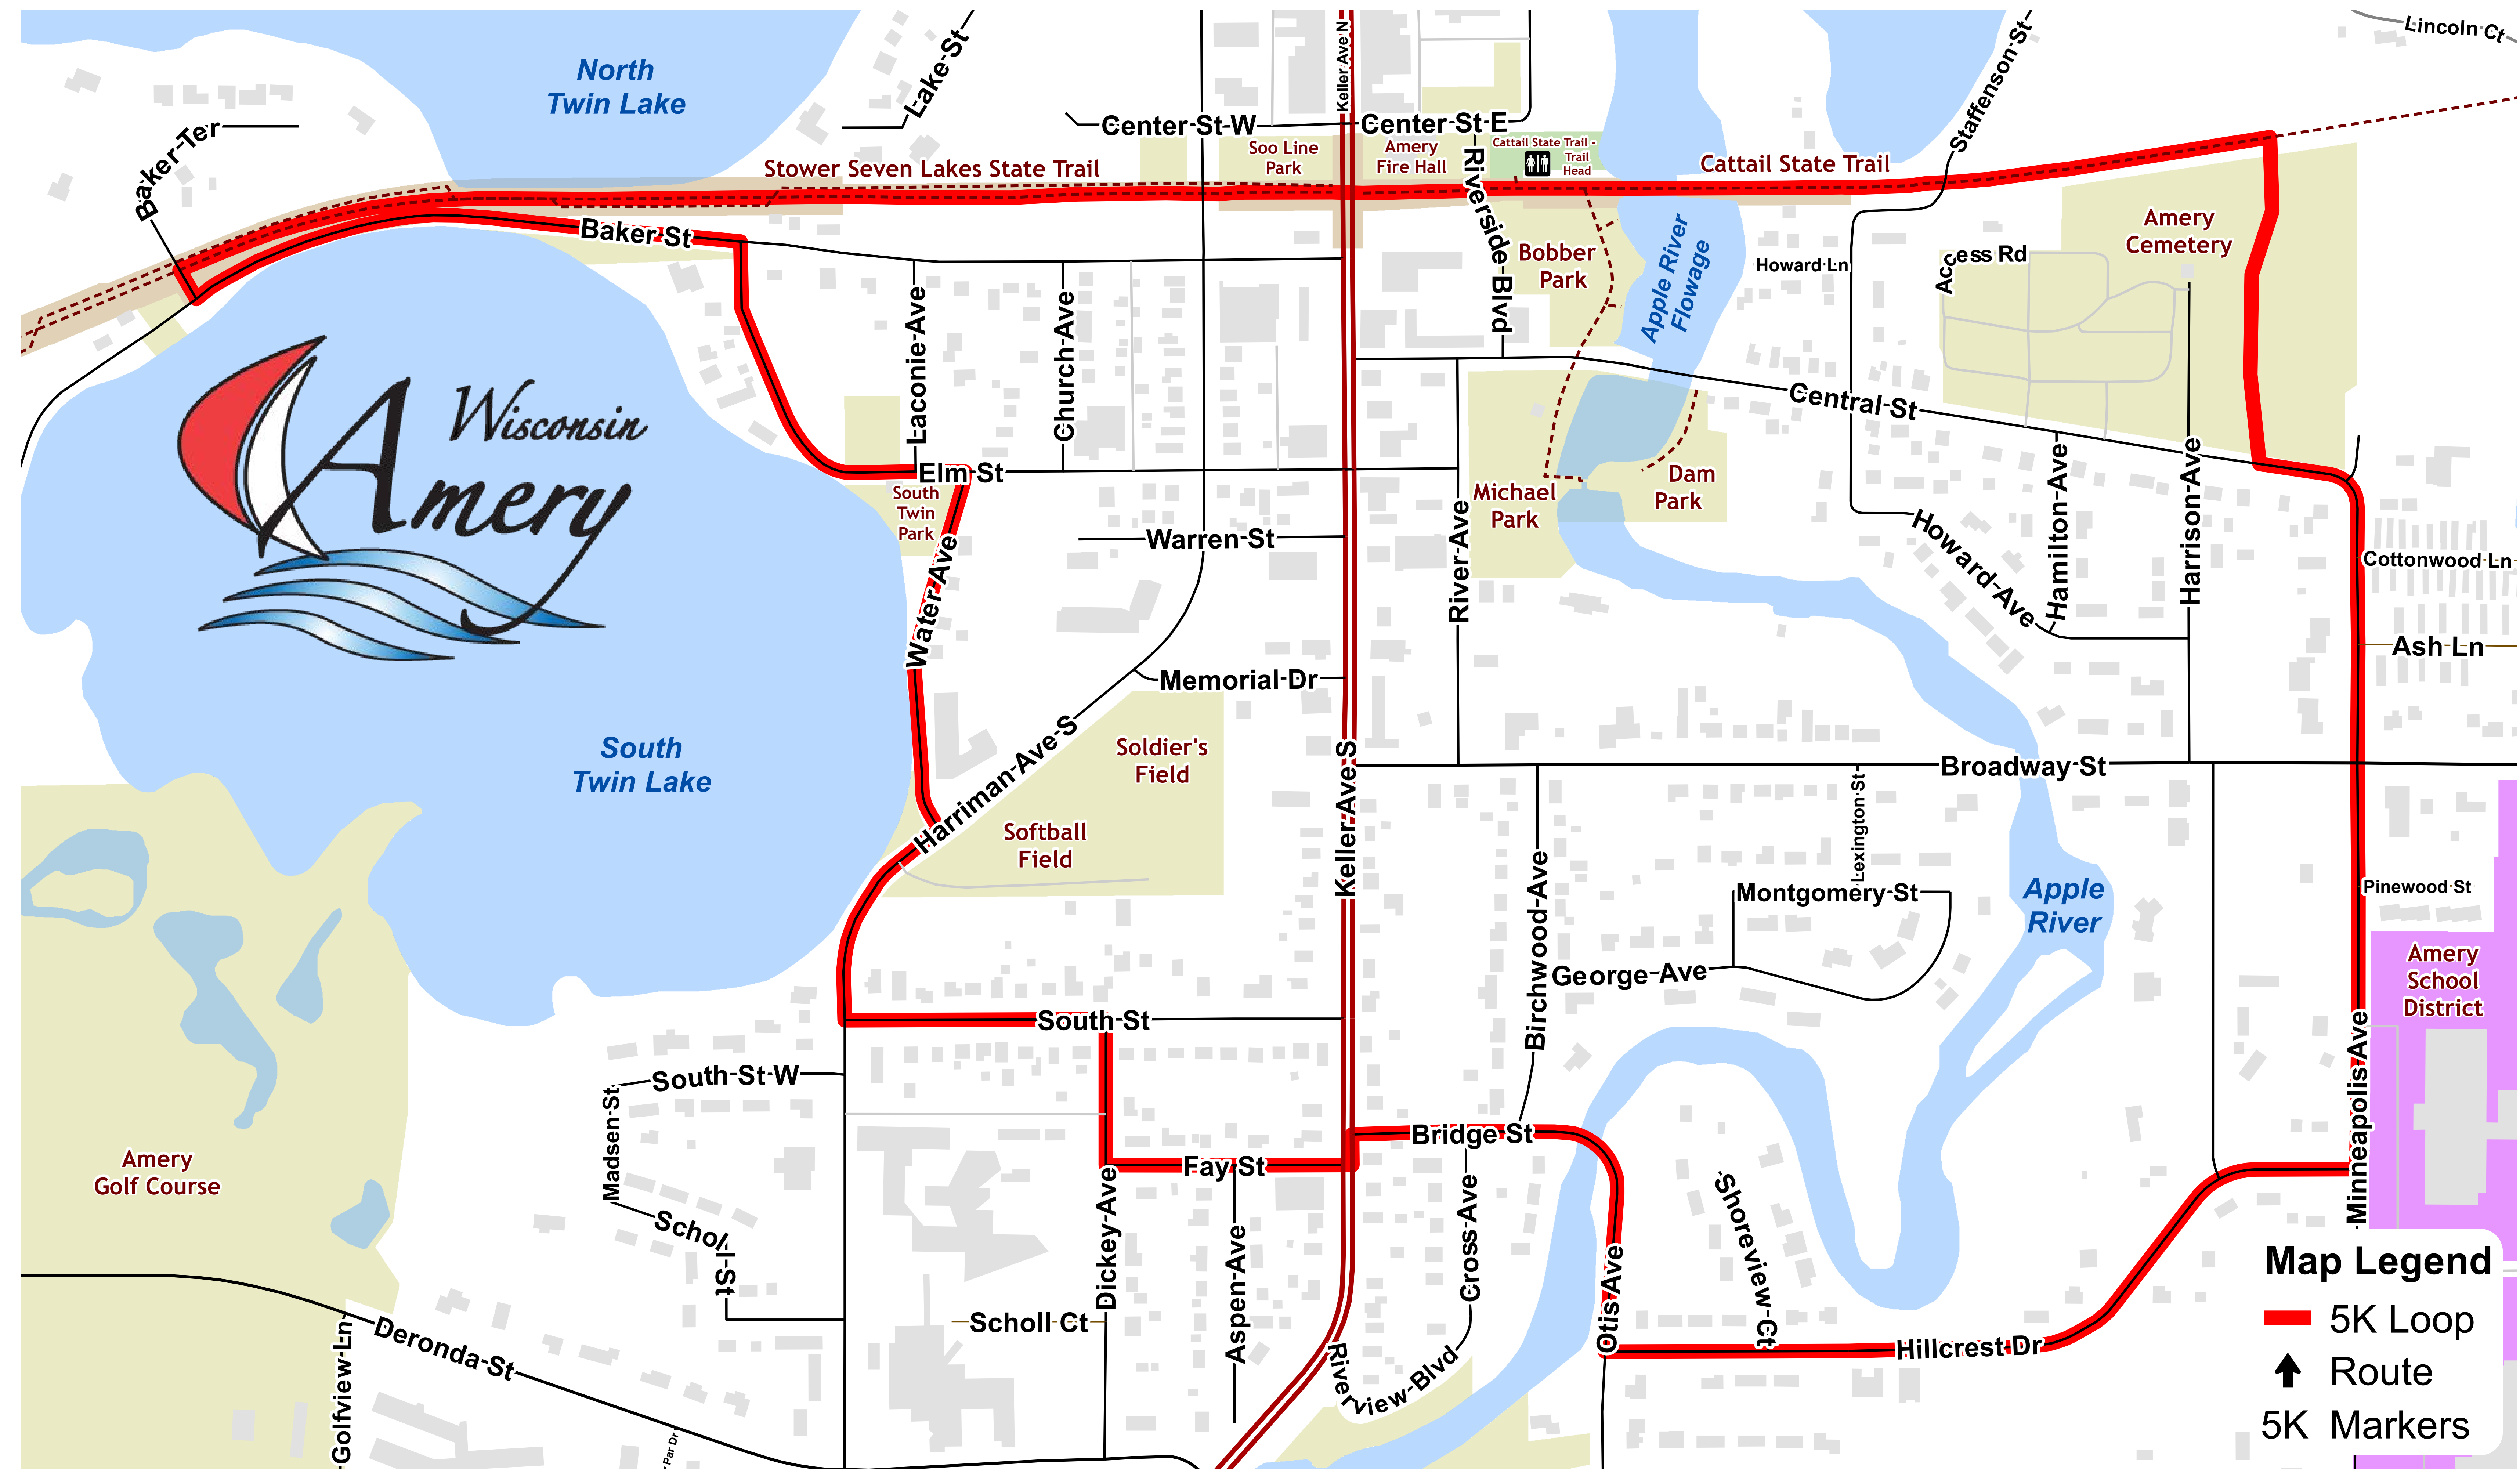 North
Twin Lake
Lake St
Keller Ave N
Staffenson St
Lincoln Ct
Baker Ter
Center St W
Center St E
Stower Seven Lakes State Trail
Soo Line
Park
Amery
Fire Hall
Cattail State Trail -
Trail
Head
Cattail State Trail
Riverside Blvd
Baker St
Bobber
Park
Apple River
Flowage
Howard Ln
Access Rd
Amery
Cemetery
Wisconsin
Amery
Laconie Ave
Church Ave
Central St
Elm St
South
Twin
Park
Michael
Park
Dam
Park
Warren St
River Ave
Howard Ave
Hamilton Ave
Harrison Ave
Cottonwood Ln
Water Ave
Ash Ln
Memorial Dr
South
Twin Lake
Harriman Ave S
Soldier's
Field
Keller Ave S
Broadway St
Softball
Field
Lexington St
Birchwood Ave
Montgomery St
Apple
River
Pinewood St
George Ave
Amery
School
District
South St
South St W
Madsen St
Minneapolis Ave
Bridge St
Fay St
Amery
Golf Course
Scholl St
Dickey Ave
Aspen Ave
Cross Ave
Otis Ave
Shoreview Ct
Scholl Ct
Hillcrest Dr
Deronda St
Golfview Ln
Par Dr
Riverview Blvd
Map Legend
5K Loop
Route
5K Markers